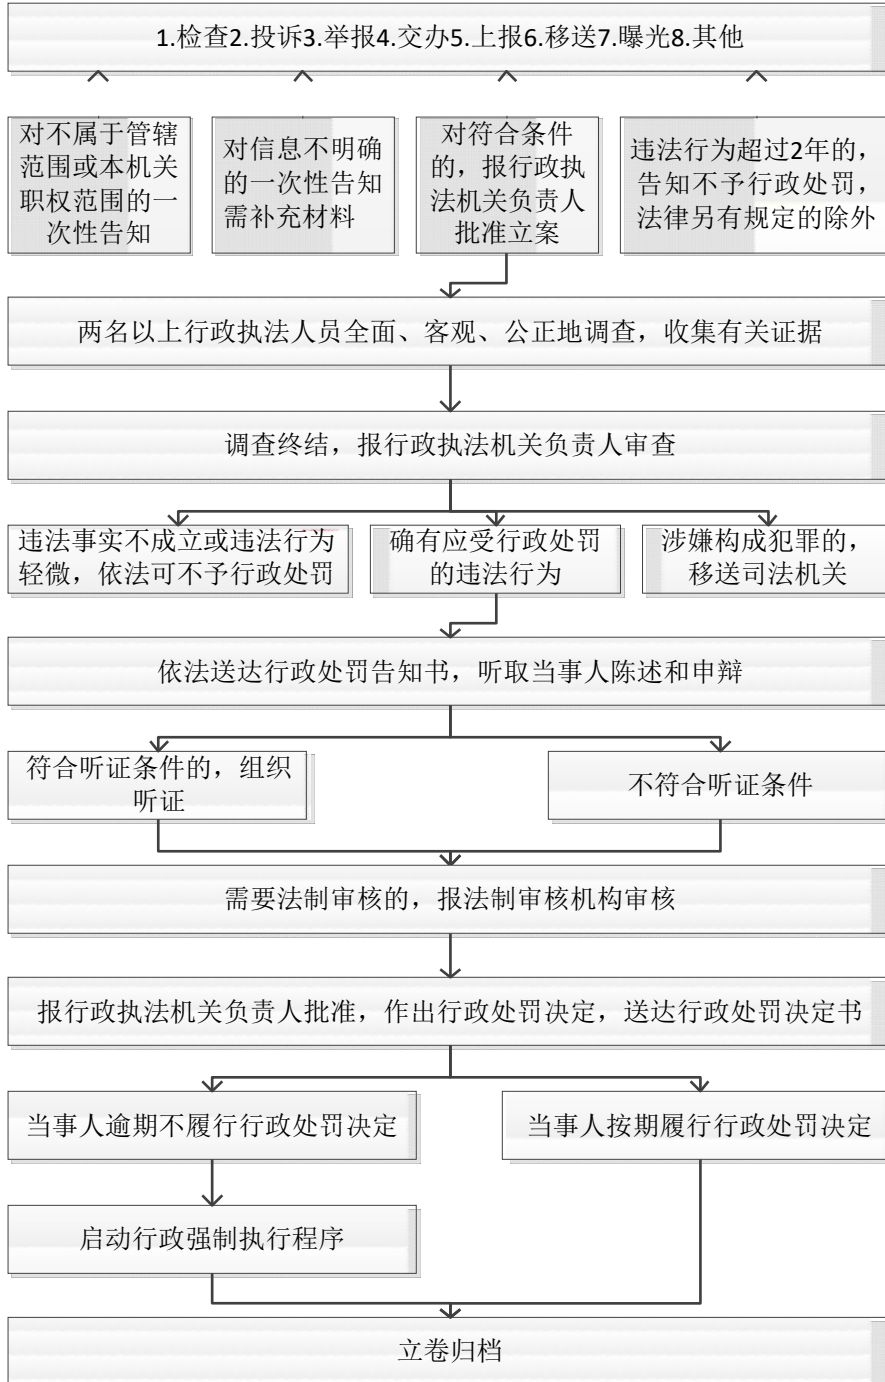 1.检查2.投诉3.举报4.交办5.上报6.移送7.曝光8.其他
对不属于管辖
范围或本机关
职权范围的一
次性告知
对信息不明确
的一次性告知
需补充材料
对符合条件
的，报行政执
法机关负责人
批准立案
违法行为超过2年的，
告知不予行政处罚，
法律另有规定的除外
两名以上行政执法人员全面、客观、公正地调查，收集有关证据
调查终结，报行政执法机关负责人审查
违法事实不成立或违法行为
轻微，依法可不予行政处罚
确有应受行政处罚
的违法行为
涉嫌构成犯罪的，
移送司法机关
依法送达行政处罚告知书，听取当事人陈述和申辩
符合听证条件的，组织
听证
不符合听证条件
需要法制审核的，报法制审核机构审核
报行政执法机关负责人批准，作出行政处罚决定，送达行政处罚决定书
当事人逾期不履行行政处罚决定
当事人按期履行行政处罚决定
启动行政强制执行程序
立卷归档